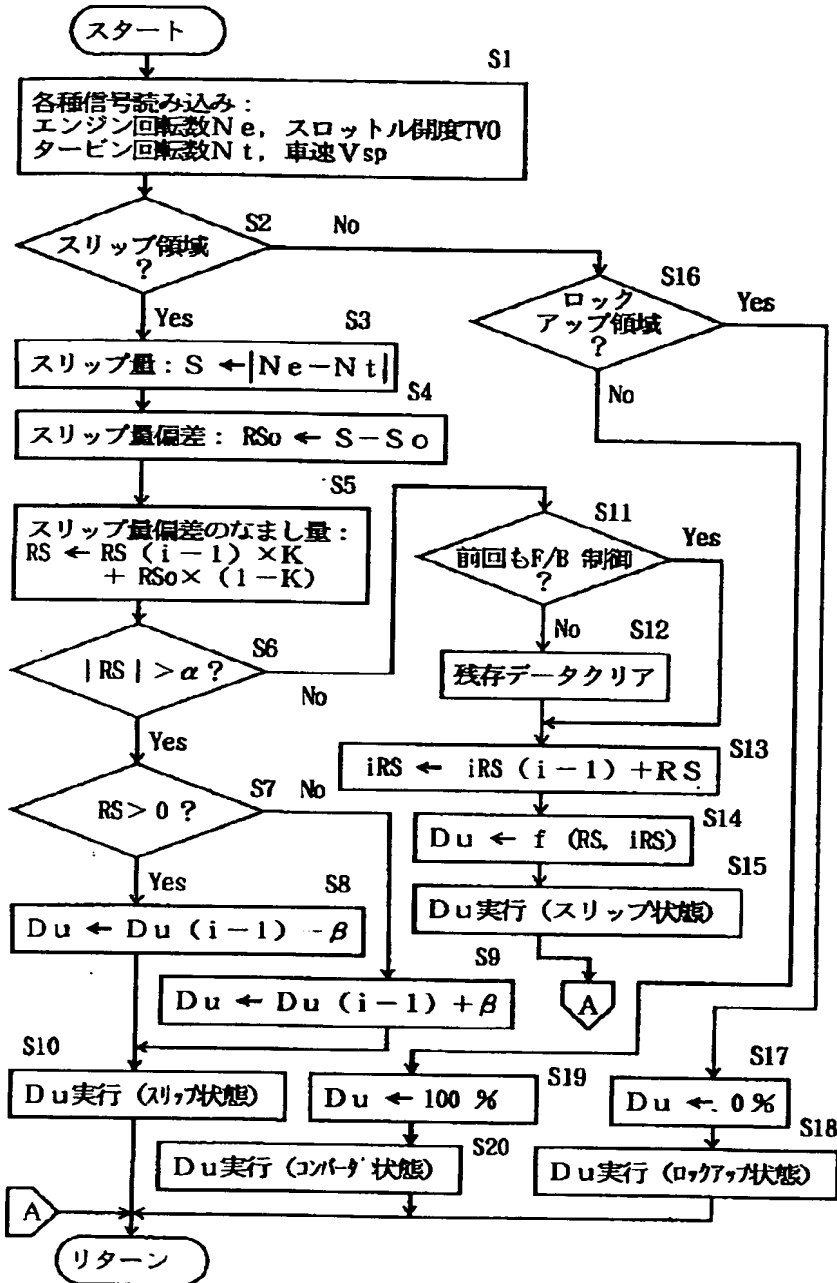 スタート
S1
各種信号読み込み：
エンジン回転数Ｎｅ，スロットル開度TVO
タービン回転数Ｎｔ，車速Ｖsp
S2
スリップ領域
？
No
Yes
S16
ロック
アップ領域
？
Yes
No
S3
スリップ量：Ｓ ←|Ｎｅ−Ｎｔ|
S4
スリップ量偏差：RSo ← Ｓ−Ｓｏ
S5
スリップ量偏差のなまし量：
RS ← RS（ｉ−１）×K
＋ RSo×（１−K）
S6
|RS|＞α？
No
Yes
S11
前回もF/B 制御
？
Yes
No
S12
残存データクリア
S13
iRS ← iRS（ｉ−１）＋RS
S14
Ｄｕ ← ｆ（RS, iRS）
S15
Ｄｕ実行（スリップ状態）
A
S7
RS＞０？
No
Yes
S8
Ｄｕ ← Ｄｕ（ｉ−１）−β
S9
Ｄｕ ← Ｄｕ（ｉ−１）＋β
S10
Ｄｕ実行（スリップ状態）
S19
Ｄｕ ← 100 ％
S20
Ｄｕ実行（コンバータ゛状態）
S17
Ｄｕ ← ０％
S18
Ｄｕ実行（ロックアップ状態）
A
リターン